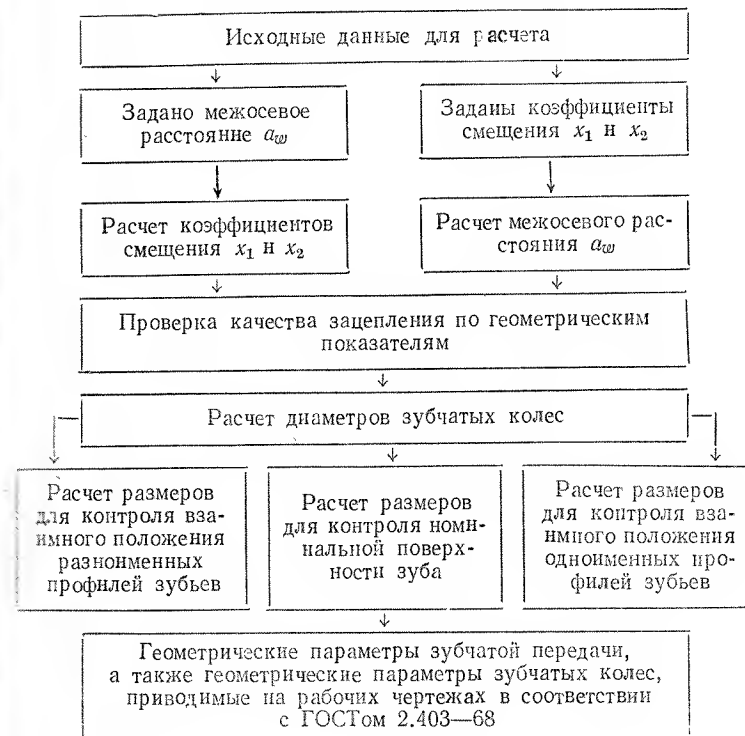 Исходные данные для расчета
Задано межосевое
расстояние a_w
Заданы коэффициенты
смещения x₁ и x₂
Расчет коэффициентов
смещения x₁ и x₂
Расчет межосевого рас-
стояния a_w
Проверка качества зацепления по геометрическим
показателям
Расчет диаметров зубчатых колес
Расчет размеров
для контроля вза-
имного положения
разноименных
профилей зубьев
Расчет размеров
для контроля номи-
нальной поверх-
ности зуба
Расчет размеров
для контроля вза-
имного положения
одноименных про-
филей зубьев
Геометрические параметры зубчатой передачи,
а также геометрические параметры зубчатых колес,
приводимые на рабочих чертежах в соответствии
с ГОСТом 2.403—68